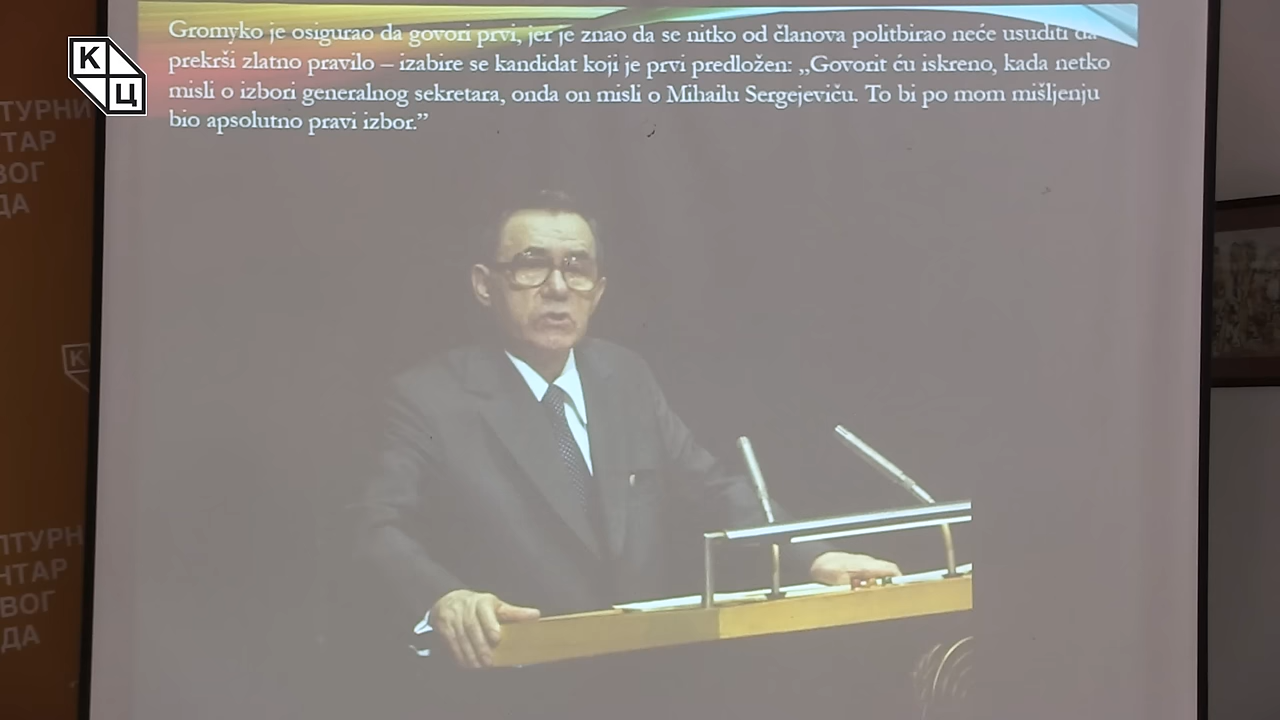 Gromyko je osigurao da govori prvi, jer je znao da se nitko od članova politbirao neće usuditi da
prekrši zlatno pravilo – izabire se kandidat koji je prvi predložen: „Govorit ću iskreno, kada netko
misli o izbori generalnog sekretara, onda on misli o Mihailu Sergejeviču. To bi po mom mišljenju
bio apsolutno pravi izbor.”
КЦ
ТУРНИ
ТАР
ВОГ
ДА
К
ЛТУРН
НТАР
ВОГ
ДА